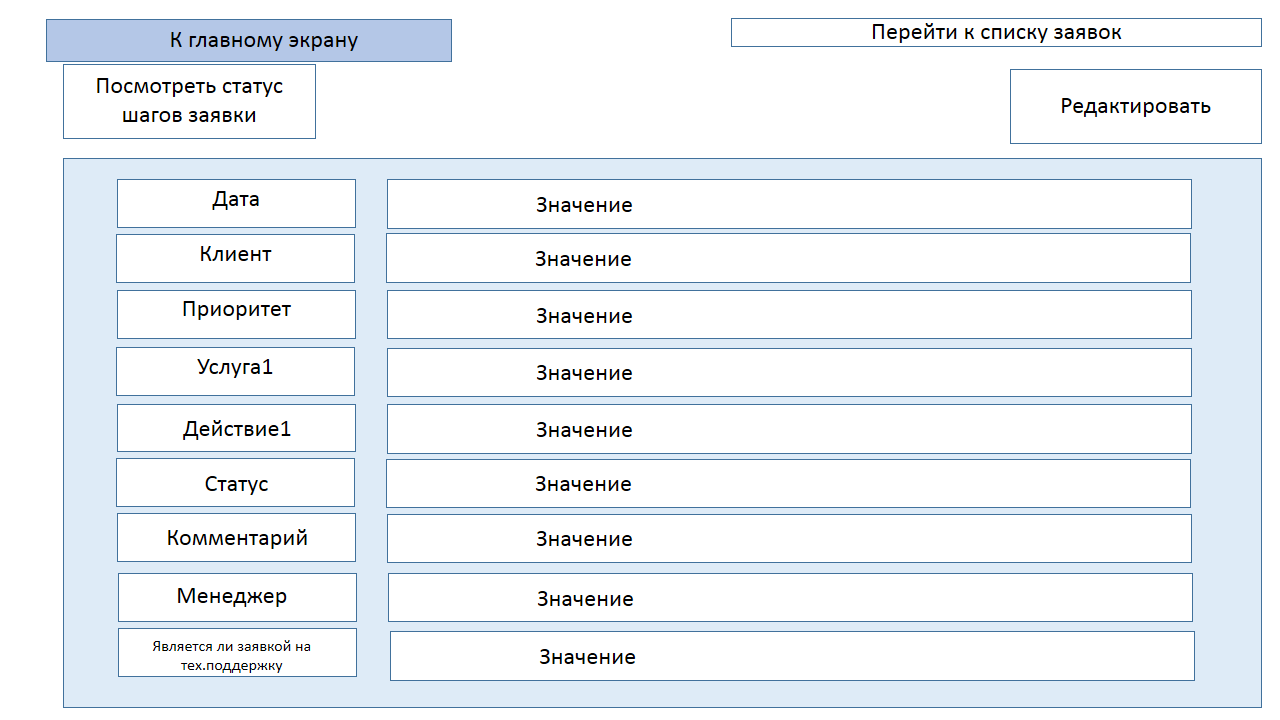 К главному экрану
Перейти к списку заявок
Посмотреть статус
шагов заявки
Редактировать
Дата
Значение
Клиент
Значение
Приоритет
Значение
Услуга1
Значение
Действие1
Значение
Статус
Значение
Комментарий
Значение
Менеджер
Значение
Является ли заявкой на
тех.поддержку
Значение